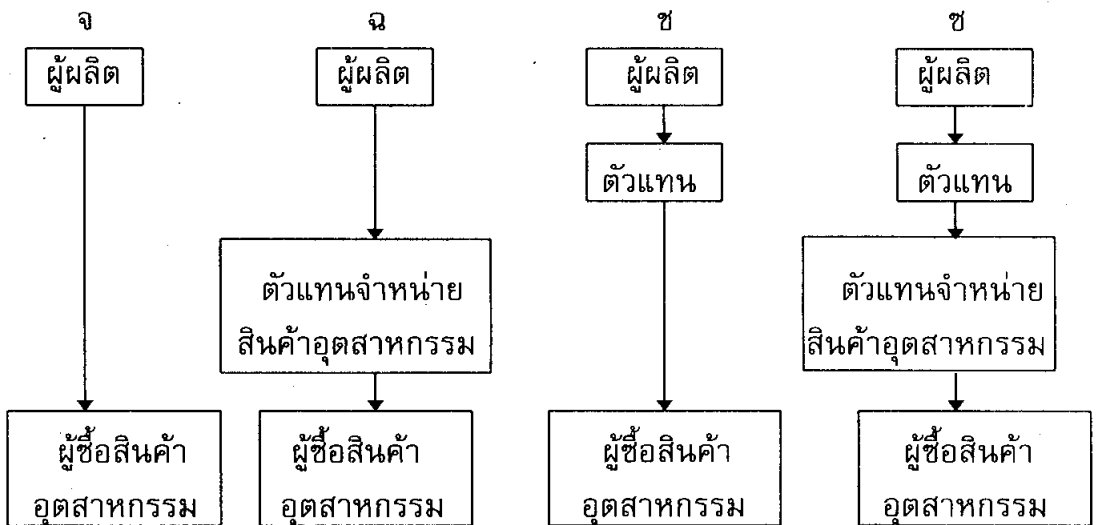 จ ฉ ช ซ
ผู้ผลิต ผู้ผลิต ผู้ผลิต ผู้ผลิต
ตัวแทน ตัวแทน
ตัวแทนจำหน่าย ตัวแทนจำหน่าย
สินค้าอุตสาหกรรม สินค้าอุตสาหกรรม
ผู้ซื้อสินค้า ผู้ซื้อสินค้า ผู้ซื้อสินค้า ผู้ซื้อสินค้า
อุตสาหกรรม อุตสาหกรรม อุตสาหกรรม อุตสาหกรรม